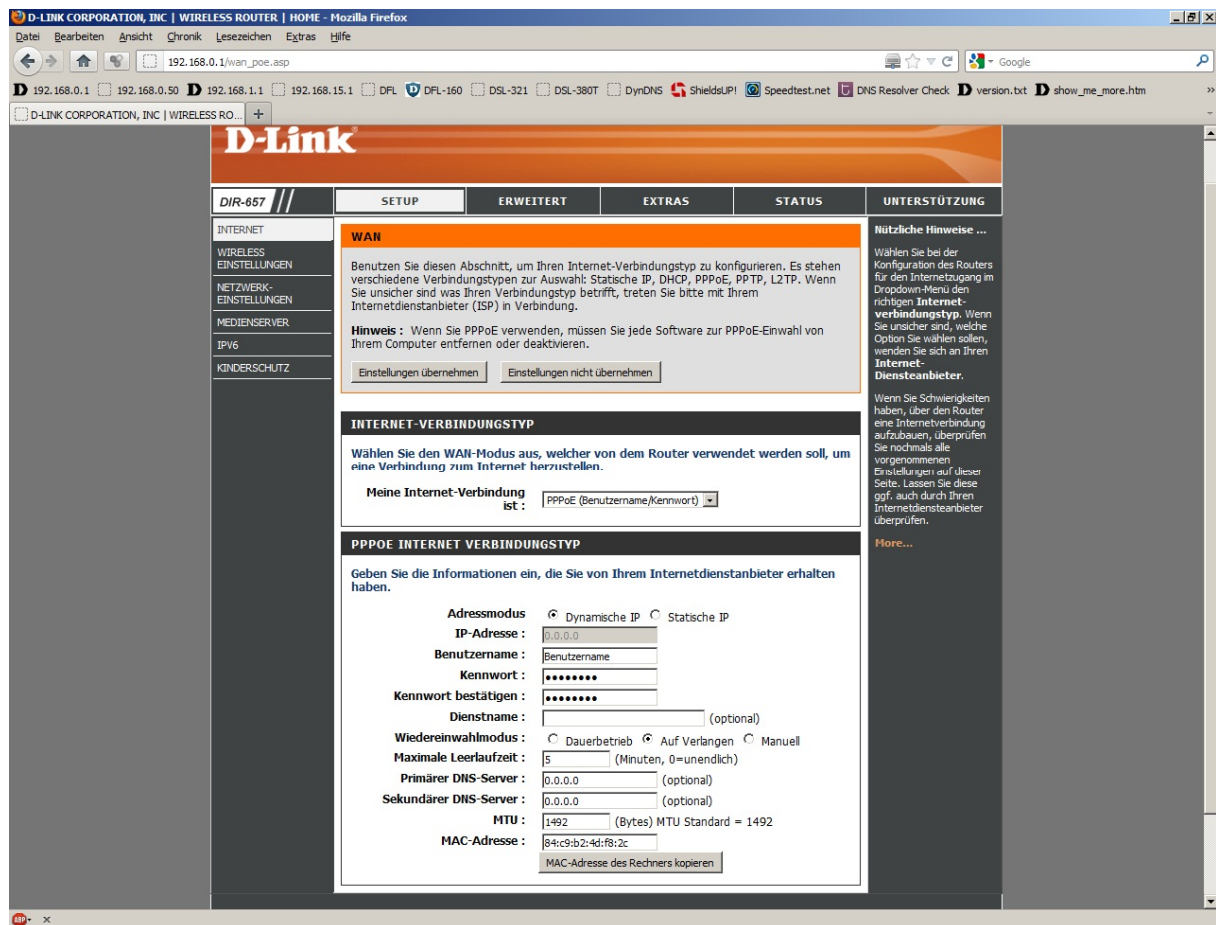 D-LINK CORPORATION, INC | WIRELESS ROUTER | HOME - Mozilla Firefox
Datei Bearbeiten Ansicht Chronik Lesezeichen Extras Hilfe
192.168.0.1/wan_poe.asp
Google
192.168.0.1 192.168.0.50 192.168.1.1 192.168.15.1 DFL DFL-160 DSL-321 DSL-380T DynDNS ShieldsUP! Speedtest.net DNS Resolver Check version.txt show_me_more.htm »
D-LINK CORPORATION, INC | WIRELESS RO... +
D-Link
DIR-657 // SETUP ERWEITERT EXTRAS STATUS UNTERSTÜTZUNG
INTERNET
WIRELESS
EINSTELLUNGEN
NETZWERK-
EINSTELLUNGEN
MEDIENSERVER
IPV6
KINDERSCHUTZ
WAN
Benutzen Sie diesen Abschnitt, um Ihren Internet-Verbindungstyp zu konfigurieren. Es stehen
verschiedene Verbindungstypen zur Auswahl: Statische IP, DHCP, PPPoE, PPTP, L2TP. Wenn
Sie unsicher sind was Ihren Verbindungstyp betrifft, treten Sie bitte mit Ihrem
Internetdienstanbieter (ISP) in Verbindung.
Hinweis : Wenn Sie PPPoE verwenden, müssen Sie jede Software zur PPPoE-Einwahl von
Ihrem Computer entfernen oder deaktivieren.
Einstellungen übernehmen Einstellungen nicht übernehmen
INTERNET-VERBINDUNGSTYP
Wählen Sie den WAN-Modus aus, welcher von dem Router verwendet werden soll, um
eine Verbindung zum Internet herzustellen.
Meine Internet-Verbindung
ist : PPPoE (Benutzername/Kennwort)
PPPOE INTERNET VERBINDUNGSTYP
Geben Sie die Informationen ein, die Sie von Ihrem Internetdienstanbieter erhalten
haben.
Adressmodus Dynamische IP Statische IP
IP-Adresse : 0.0.0.0
Benutzername : Benutzername
Kennwort : ••••••••
Kennwort bestätigen : ••••••••
Dienstname : (optional)
Wiedereinwahlmodus : Dauerbetrieb Auf Verlangen Manuell
Maximale Leerlaufzeit : 5 (Minuten, 0=unendlich)
Primärer DNS-Server : 0.0.0.0 (optional)
Sekundärer DNS-Server : 0.0.0.0 (optional)
MTU : 1492 (Bytes) MTU Standard = 1492
MAC-Adresse : 84:c9:b2:4d:f8:2c
MAC-Adresse des Rechners kopieren
Nützliche Hinweise ...
Wählen Sie bei der
Konfiguration des Routers
für den Internetzugang im
Dropdown-Menü den
richtigen Internet-
verbindungstyp. Wenn
Sie unsicher sind, welche
Option Sie wählen sollen,
wenden Sie sich an Ihren
Internet-
Diensteanbieter.
Wenn Sie Schwierigkeiten
haben, über den Router
eine Internetverbindung
aufzubauen, überprüfen
Sie nochmals alle
vorgenommenen
Einstellungen auf dieser
Seite. Lassen Sie diese
ggf. auch durch Ihren
Internetdiensteanbieter
überprüfen.
More...
ABP x